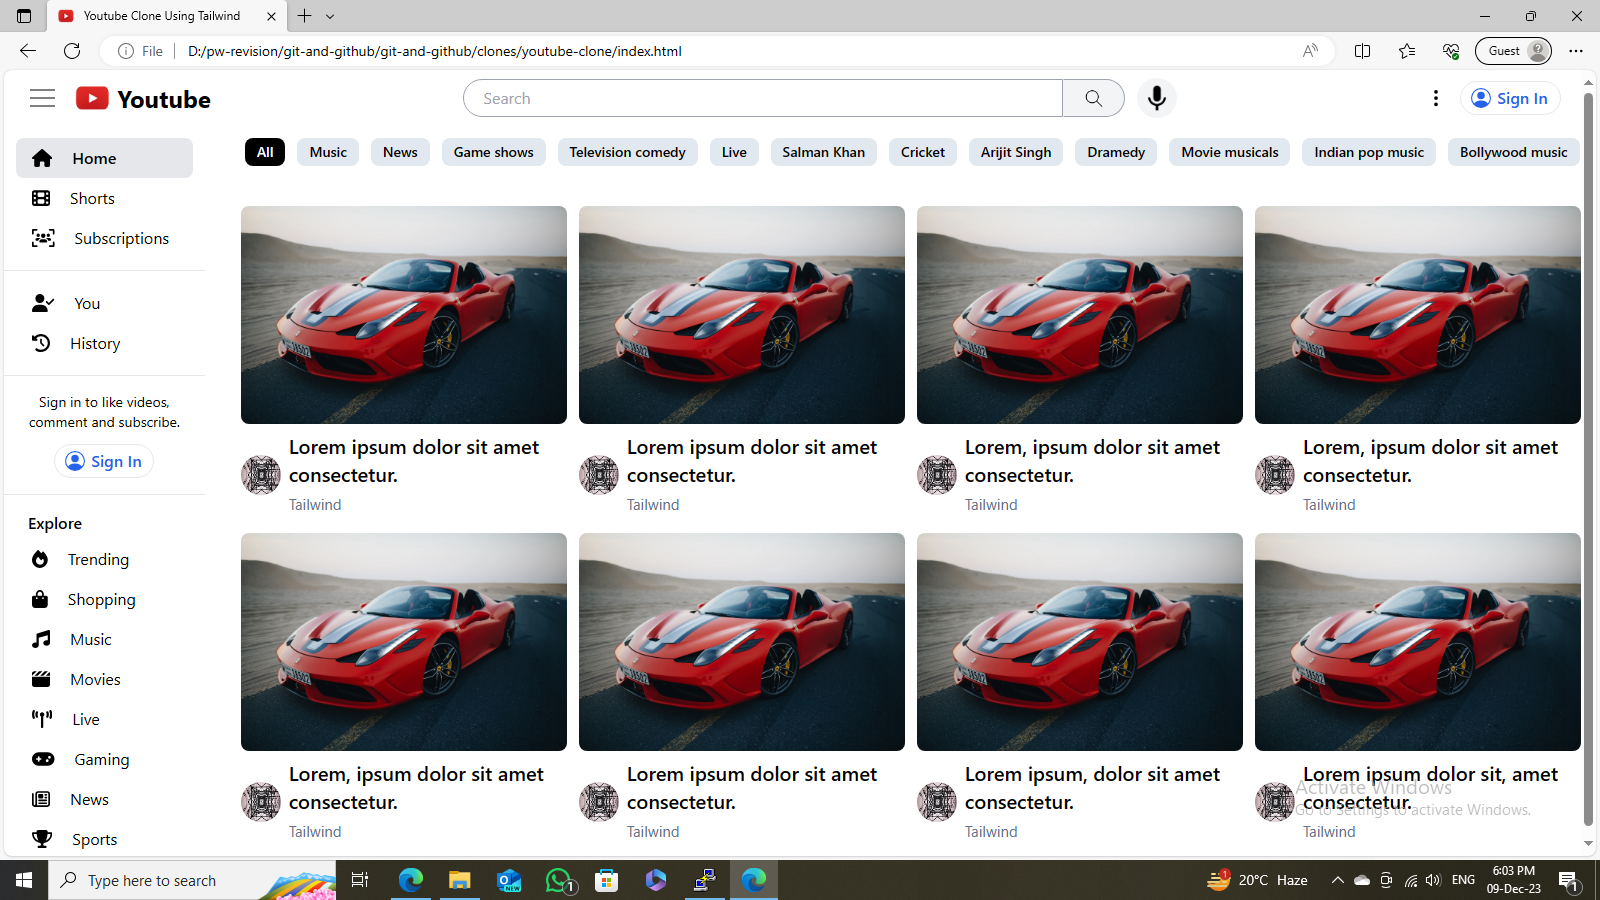 Youtube Clone Using Tailwind
File
D:/pw-revision/git-and-github/git-and-github/clones/youtube-clone/index.html
Guest
Youtube
Search
Sign In
Home
Shorts
Subscriptions
You
History
Sign in to like videos,
comment and subscribe.
Sign In
Explore
Trending
Shopping
Music
Movies
Live
Gaming
News
Sports
All Music News Game shows Television comedy Live Salman Khan Cricket Arijit Singh Dramedy Movie musicals Indian pop music Bollywood music
Lorem ipsum dolor sit amet
consectetur.
Tailwind
Lorem ipsum dolor sit amet
consectetur.
Tailwind
Lorem, ipsum dolor sit amet
consectetur.
Tailwind
Lorem, ipsum dolor sit amet
consectetur.
Tailwind
Lorem, ipsum dolor sit amet
consectetur.
Tailwind
Lorem ipsum dolor sit amet
consectetur.
Tailwind
Lorem ipsum, dolor sit amet
consectetur.
Tailwind
Lorem ipsum dolor sit, amet
consectetur.
Tailwind
Activate Windows
Go to Settings to activate Windows.
Type here to search
NEW
1
1
20°C Haze
ENG
6:03 PM
09-Dec-23
1